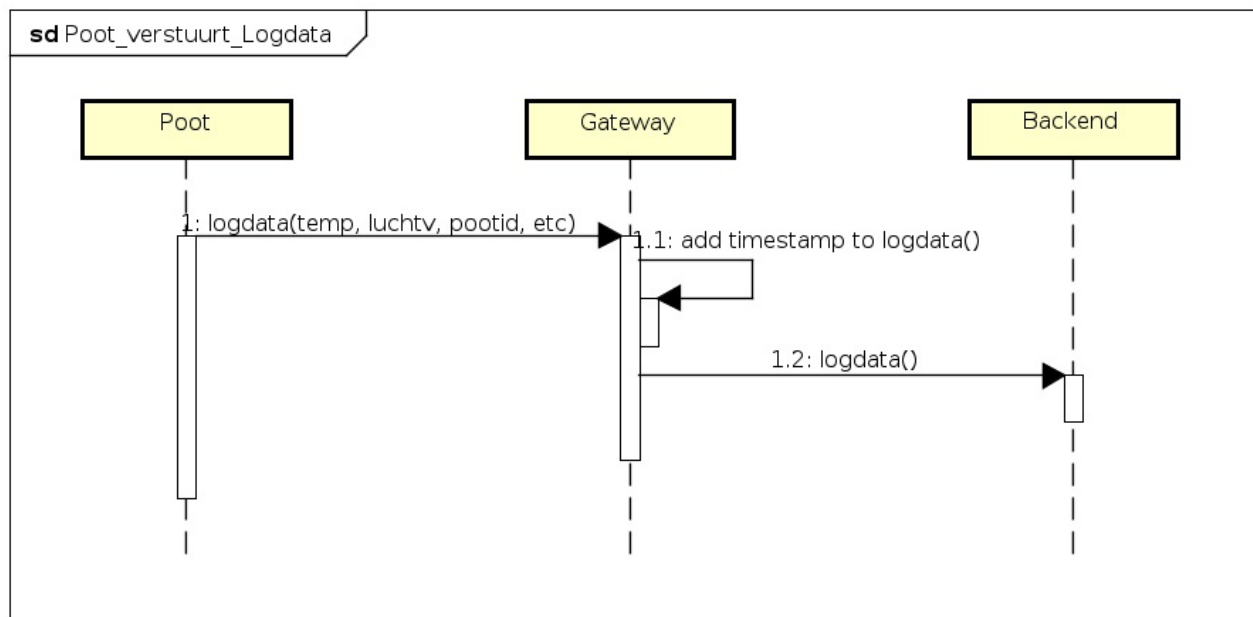 sd Poot_verstuurt_Logdata
Poot
Gateway
Backend
1: logdata(temp, luchtv, pootid, etc)
1.1: add timestamp to logdata()
1.2: logdata()